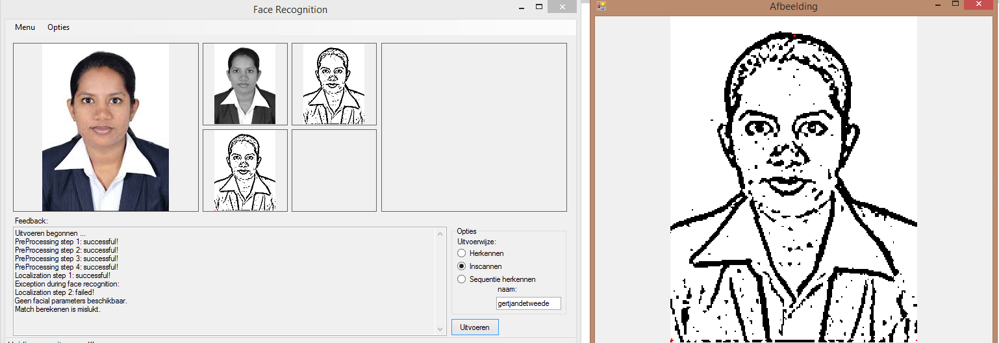 Face Recognition
Menu Opties
Feedback:
Uitvoeren begonnen ...
PreProcessing step 1: successful!
PreProcessing step 2: successful!
PreProcessing step 3: successful!
PreProcessing step 4: successful!
Localization step 1: successful!
Exception during face recognition:
Localization step 2: failed!
Geen facial parameters beschikbaar.
Match berekenen is mislukt.
Opties
Uitvoerwijze:
Herkennen
Inscannen
Sequentie herkennen
naam:
gertjandetweede
Uitvoeren
Afbeelding